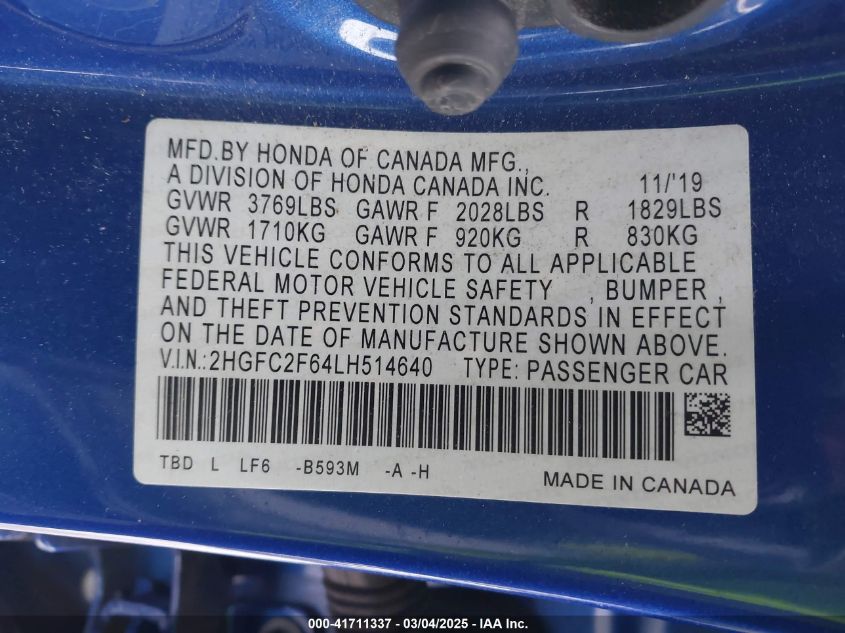 MFD.BY HONDA OF CANADA MFG.,
A DIVISION OF HONDA CANADA INC. 11/'19
GVWR 3769LBS GAWR F 2028LBS R 1829LBS
GVWR 1710KG GAWR F 920KG R 830KG
THIS VEHICLE CONFORMS TO ALL APPLICABLE
FEDERAL MOTOR VEHICLE SAFETY , BUMPER ,
AND THEFT PREVENTION STANDARDS IN EFFECT
ON THE DATE OF MANUFACTURE SHOWN ABOVE.
V.I.N.:2HGFC2F64LH514640 TYPE: PASSENGER CAR
TBD L LF6 -B593M -A -H MADE IN CANADA
000-41711337 - 03/04/2025 - IAA Inc.